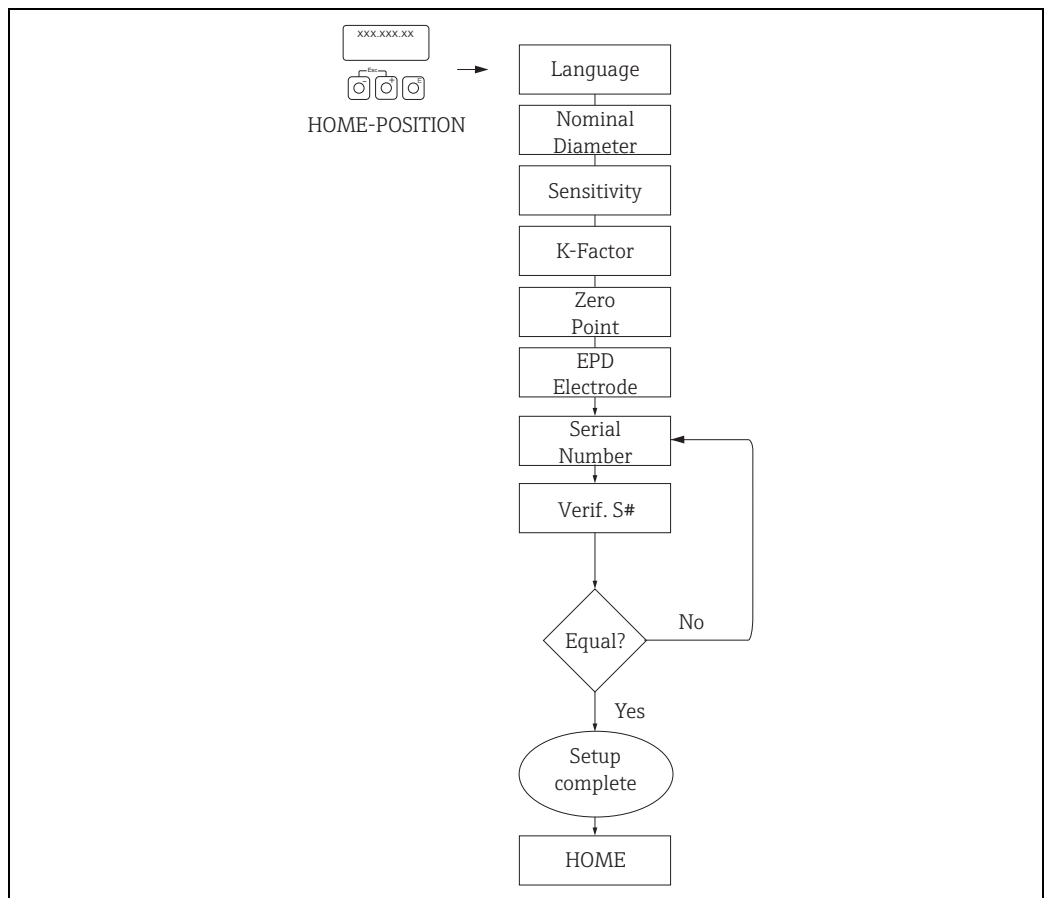 XXX.XXX.XX
Esc
- + E
HOME-POSITION
Language
Nominal
Diameter
Sensitivity
K-Factor
Zero
Point
EPD
Electrode
Serial
Number
Verif. S#
Equal?
No
Yes
Setup
complete
HOME